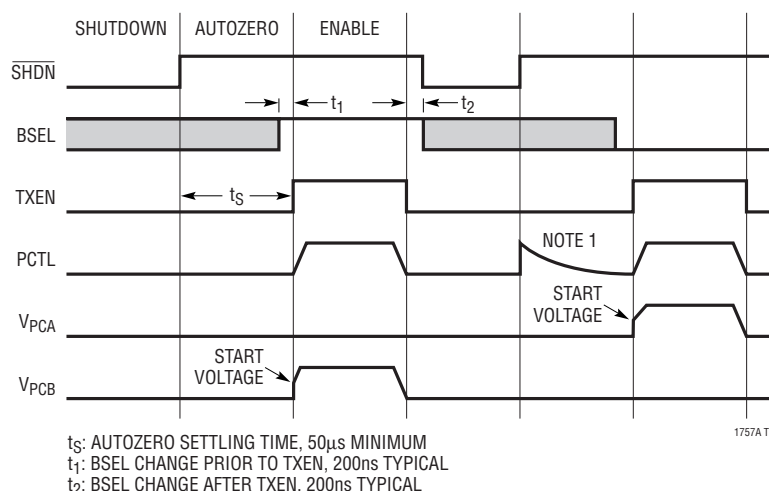 SHUTDOWN AUTOZERO ENABLE
SHDN
t1 t2
BSEL
TXEN
tS
PCTL
NOTE 1
START
VOLTAGE
VPCA
START
VOLTAGE
VPCB
1757A T
tS: AUTOZERO SETTLING TIME, 50µs MINIMUM
t1: BSEL CHANGE PRIOR TO TXEN, 200ns TYPICAL
t2: BSEL CHANGE AFTER TXEN, 200ns TYPICAL